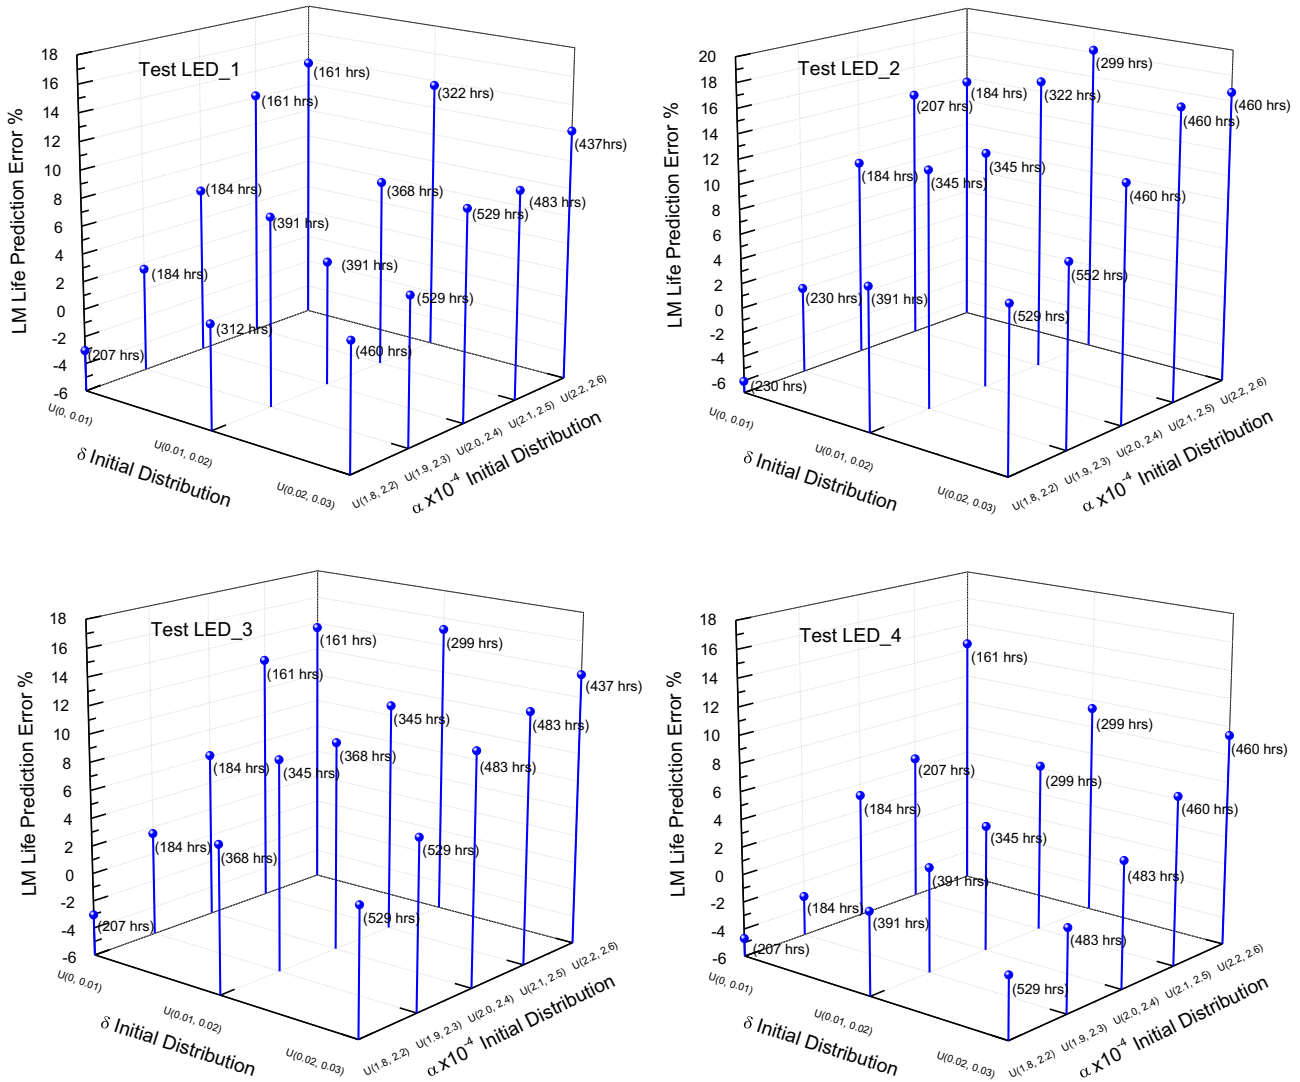 Test LED_1
LM Life Prediction Error %
18
16
14
12
10
8
6
4
2
0
-2
-4
-6
(161 hrs)
(161 hrs)
(322 hrs)
(437hrs)
(184 hrs)
(368 hrs)
(483 hrs)
(391 hrs)
(529 hrs)
(184 hrs)
(391 hrs)
(529 hrs)
(312 hrs)
(207 hrs)
(460 hrs)
U(0, 0.01)
U(0.01, 0.02)
U(0.02, 0.03)
δ Initial Distribution
U(1.8, 2.2)
U(1.9, 2.3)
U(2.0, 2.4)
U(2.1, 2.5)
U(2.2, 2.6)
α x10⁻⁴ Initial Distribution
Test LED_2
LM Life Prediction Error %
20
18
16
14
12
10
8
6
4
2
0
-2
-4
-6
(299 hrs)
(184 hrs)
(322 hrs)
(207 hrs)
(460 hrs)
(460 hrs)
(184 hrs)
(345 hrs)
(345 hrs)
(460 hrs)
(552 hrs)
(230 hrs)
(391 hrs)
(529 hrs)
(230 hrs)
U(0, 0.01)
U(0.01, 0.02)
U(0.02, 0.03)
δ Initial Distribution
U(1.8, 2.2)
U(1.9, 2.3)
U(2.0, 2.4)
U(2.1, 2.5)
U(2.2, 2.6)
α x10⁻⁴ Initial Distribution
Test LED_3
LM Life Prediction Error %
18
16
14
12
10
8
6
4
2
0
-2
-4
-6
(161 hrs)
(299 hrs)
(161 hrs)
(437 hrs)
(345 hrs)
(483 hrs)
(184 hrs)
(345 hrs)
(368 hrs)
(483 hrs)
(184 hrs)
(368 hrs)
(529 hrs)
(207 hrs)
(529 hrs)
U(0, 0.01)
U(0.01, 0.02)
U(0.02, 0.03)
δ Initial Distribution
U(1.8, 2.2)
U(1.9, 2.3)
U(2.0, 2.4)
U(2.1, 2.5)
U(2.2, 2.6)
α x10⁻⁴ Initial Distribution
Test LED_4
LM Life Prediction Error %
18
16
14
12
10
8
6
4
2
0
-2
-4
-6
(161 hrs)
(299 hrs)
(460 hrs)
(207 hrs)
(299 hrs)
(184 hrs)
(460 hrs)
(345 hrs)
(391 hrs)
(483 hrs)
(184 hrs)
(391 hrs)
(483 hrs)
(207 hrs)
(529 hrs)
U(0, 0.01)
U(0.01, 0.02)
U(0.02, 0.03)
δ Initial Distribution
U(1.8, 2.2)
U(1.9, 2.3)
U(2.0, 2.4)
U(2.1, 2.5)
U(2.2, 2.6)
α x10⁻⁴ Initial Distribution